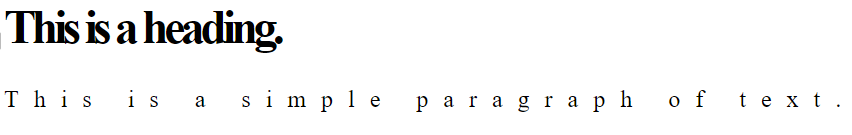 This is a heading.
This is a simple paragraph of text.